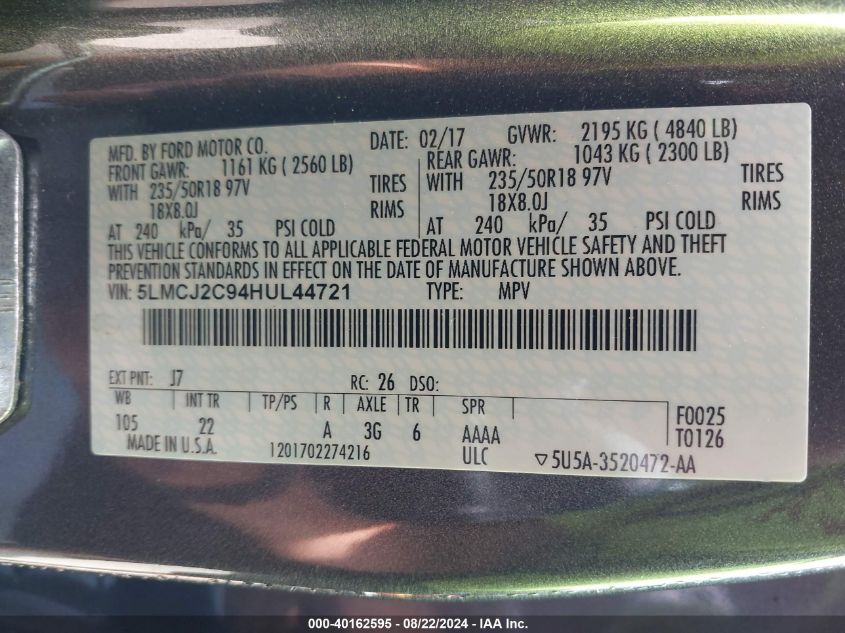 MFD. BY FORD MOTOR CO. DATE: 02/17 GVWR: 2195 KG ( 4840 LB)
FRONT GAWR: 1161 KG ( 2560 LB) REAR GAWR: 1043 KG ( 2300 LB)
WITH 235/50R18 97V TIRES WITH 235/50R18 97V TIRES
18X8.0J RIMS 18X8.0J RIMS
AT 240 kPa/ 35 PSI COLD AT 240 kPa/ 35 PSI COLD
THIS VEHICLE CONFORMS TO ALL APPLICABLE FEDERAL MOTOR VEHICLE SAFETY AND THEFT
PREVENTION STANDARDS IN EFFECT ON THE DATE OF MANUFACTURE SHOWN ABOVE.
VIN: 5LMCJ2C94HUL44721 TYPE: MPV
EXT PNT: J7 RC: 26 DSO:
WB INT TR TP/PS R AXLE TR SPR F0025
105 22 A 3G 6 AAAA T0126
MADE IN U.S.A. 1201702274216 ULC ▽5U5A-3520472-AA
000-40162595 - 08/22/2024 - IAA, Inc.